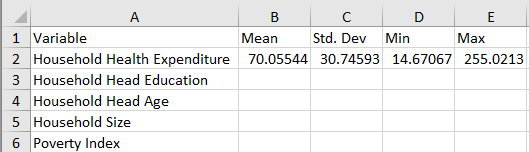 A B C D E
1 Variable Mean Std. Dev Min Max
2 Household Health Expenditure 70.05544 30.74593 14.67067 255.0213
3 Household Head Education
4 Household Head Age
5 Household Size
6 Poverty Index